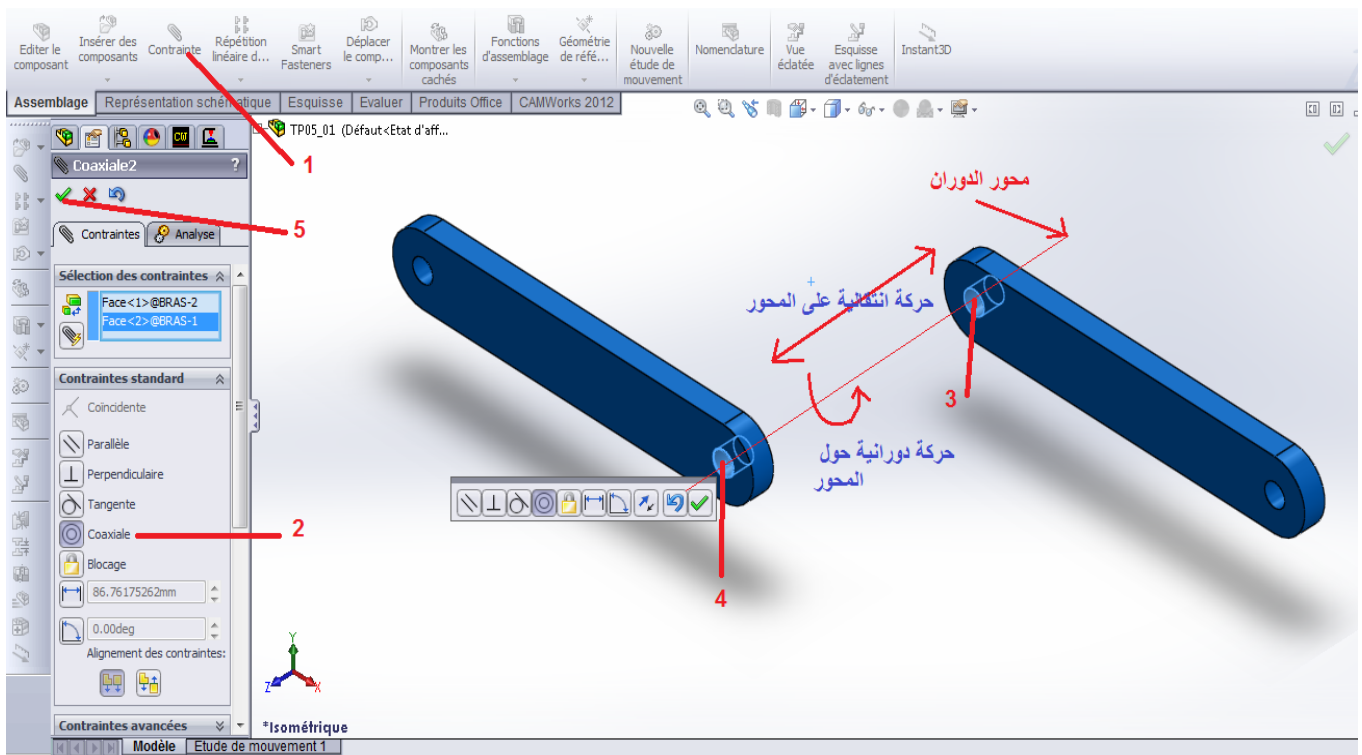 Editer le
composant
Insérer des
composants
Contrainte
Répétition
linéaire d...
Smart
Fasteners
Déplacer
le comp...
Montrer les
composants
cachés
Fonctions
d'assemblage
Géométrie
de réfé...
Nouvelle
étude de
mouvement
Nomenclature
Vue
éclatée
Esquisse
avec lignes
d'éclatement
Instant3D
Assemblage
Représentation schématique
Esquisse
Evaluer
Produits Office
CAMWorks 2012
TP05_01 (Défaut<Etat d'aff...
1
Coaxiale2
?
5
Contraintes
Analyse
Sélection des contraintes
Face<1>@BRAS-2
Face<2>@BRAS-1
Contraintes standard
Coïncidente
Parallèle
Perpendiculaire
Tangente
Coaxiale
2
Blocage
86.76175262mm
0.00deg
Alignement des contraintes:
Contraintes avancées
محور الدوران
حركة انتقالية على المحور
3
حركة دورانية حول
المحور
4
Y
Z
X
*Isométrique
Modèle
Etude de mouvement 1